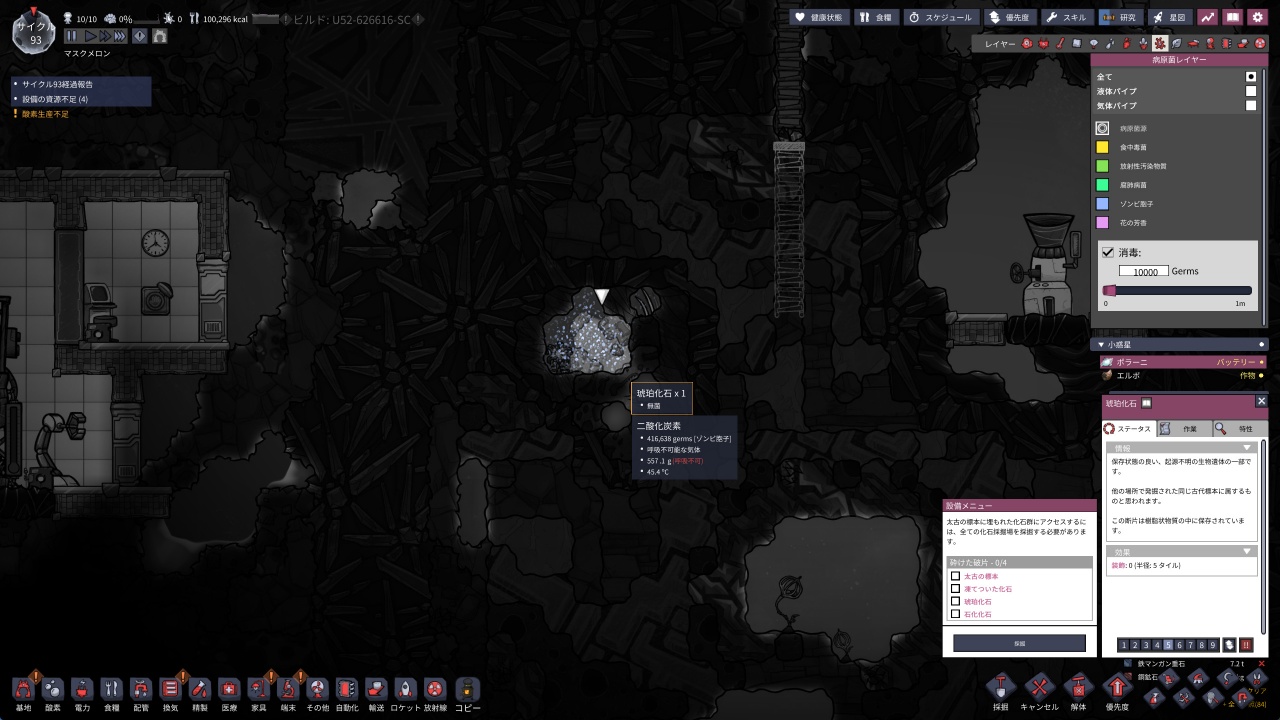 サイクル
93
10/10
0%
0
100,296 kcal
ビルド: U52-626616-SC
マスクメロン
サイクル93経過報告
設備の資源不足 (4)
酸素生産不足
健康状態
食糧
スケジュール
優先度
スキル
研究
星図
レイヤー
病原菌レイヤー
全て
液体パイプ
気体パイプ
病原菌源
食中毒菌
放射性汚染物質
腐肺病菌
ゾンビ胞子
花の芳香
消毒:
10000 Germs
0
1m
小惑星
ボラーニ
バッテリー
エルボ
作物
琥珀化石 x 1
無菌
二酸化炭素
416,638 germs [ゾンビ胞子]
呼吸不可能な気体
557.1 g (呼吸不可)
45.4 °C
琥珀化石
ステータス
作業
特性
情報
保存状態の良い、起源不明の生物遺体の一部で
す。
他の場所で発掘された同じ古代標本に属するも
のと思われます。
この断片は樹脂状物質の中に保存されていま
す。
効果
装飾: 0 (半径: 5 タイル)
1 2 3 4 5 6 7 8 9
!!
設備メニュー
太古の標本に埋もれた化石群にアクセスするに
は、全ての化石採掘場を採掘する必要がありま
す。
砕けた破片 - 0/4
太古の標本
凍てついた化石
琥珀化石
石化化石
採掘
鉄マンガン重石
7.2 t
銅鉱石
クリア
基地
酸素
電力
食糧
配管
換気
精製
医療
家具
端末
その他
自動化
輸送
ロケット
放射線
コピー
採掘
キャンセル
解体
優先度